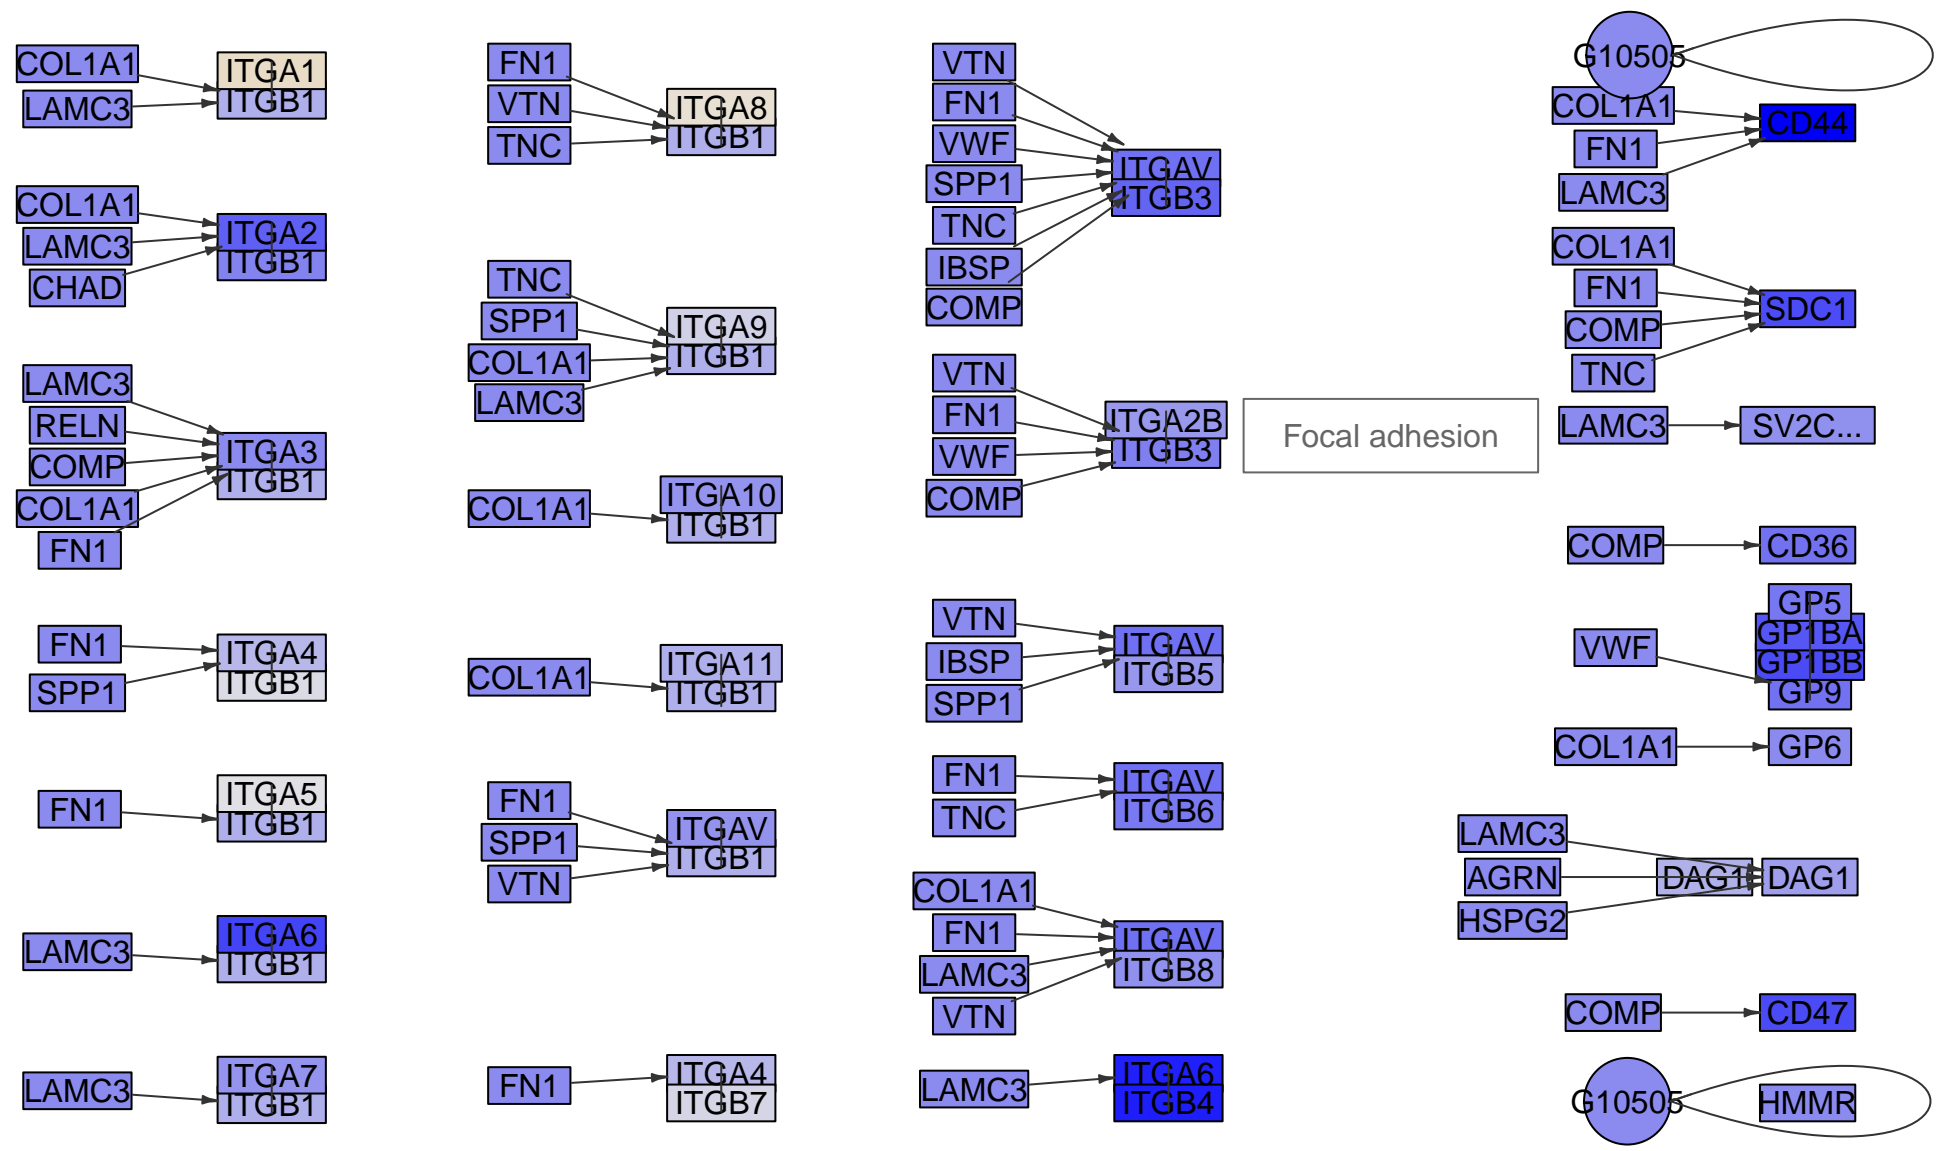 COL1A1
LAMC3
ITGA1
ITGB1
COL1A1
LAMC3
CHAD
ITGA2
ITGB1
LAMC3
RELN
COMP
COL1A1
FN1
ITGA3
ITGB1
FN1
SPP1
ITGA4
ITGB1
FN1
ITGA5
ITGB1
LAMC3
ITGA6
ITGB1
LAMC3
ITGA7
ITGB1
FN1
VTN
TNC
ITGA8
ITGB1
TNC
SPP1
COL1A1
LAMC3
ITGA9
ITGB1
COL1A1
ITGA10
ITGB1
COL1A1
ITGA11
ITGB1
FN1
SPP1
VTN
ITGAV
ITGB1
FN1
ITGA4
ITGB7
VTN
FN1
VWF
SPP1
TNC
IBSP
COMP
ITGAV
ITGB3
VTN
FN1
VWF
COMP
ITGA2B
ITGB3
VTN
IBSP
SPP1
ITGAV
ITGB5
FN1
TNC
ITGAV
ITGB6
COL1A1
FN1
LAMC3
VTN
ITGAV
ITGB8
LAMC3
ITGA6
ITGB4
Focal adhesion
G10505
COL1A1
FN1
LAMC3
CD44
COL1A1
FN1
COMP
TNC
SDC1
LAMC3
SV2C...
COMP
CD36
VWF
GP5
GP1BA
GP1BB
GP9
COL1A1
GP6
LAMC3
AGRN
HSPG2
DAG1
DAG1
COMP
CD47
G10505
HMMR